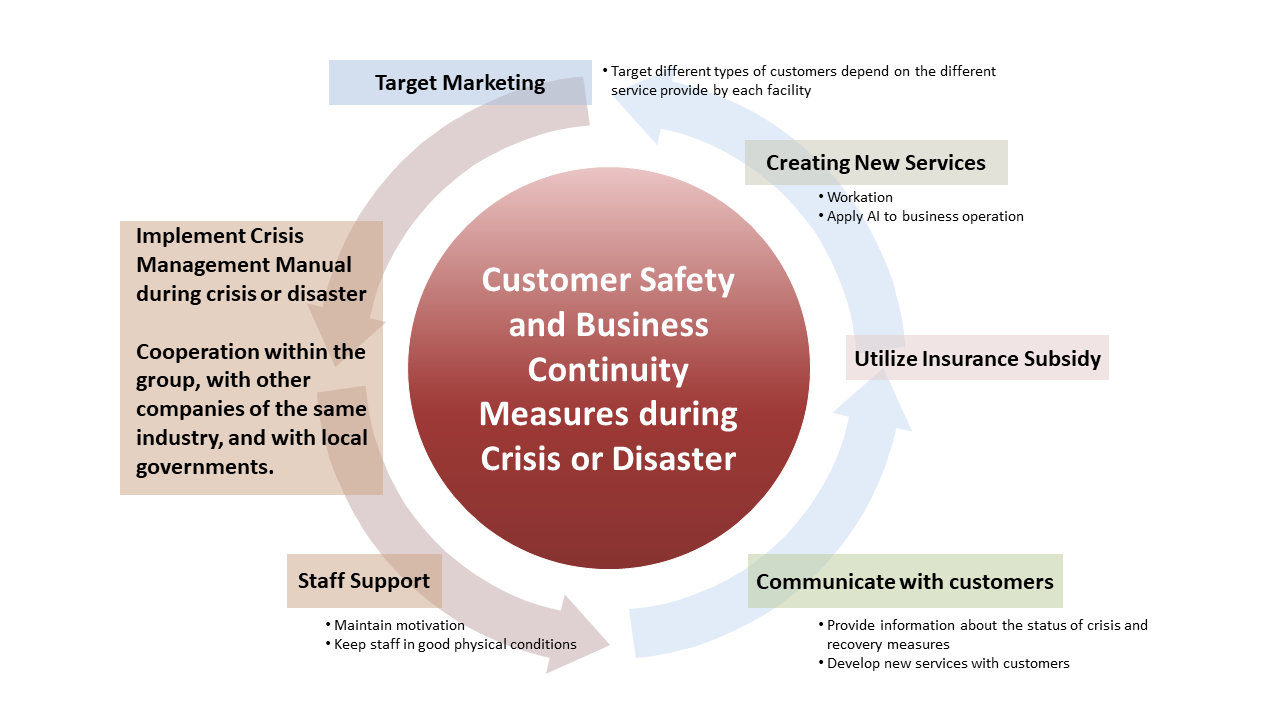 Target Marketing
• Target different types of customers depend on the different
service provide by each facility
Creating New Services
• Workation
• Apply AI to business operation
Implement Crisis
Management Manual
during crisis or disaster
Cooperation within the
group, with other
companies of the same
industry, and with local
governments.
Customer Safety
and Business
Continuity
Measures during
Crisis or Disaster
Utilize Insurance Subsidy
Staff Support
• Maintain motivation
• Keep staff in good physical conditions
Communicate with customers
• Provide information about the status of crisis and
recovery measures
• Develop new services with customers